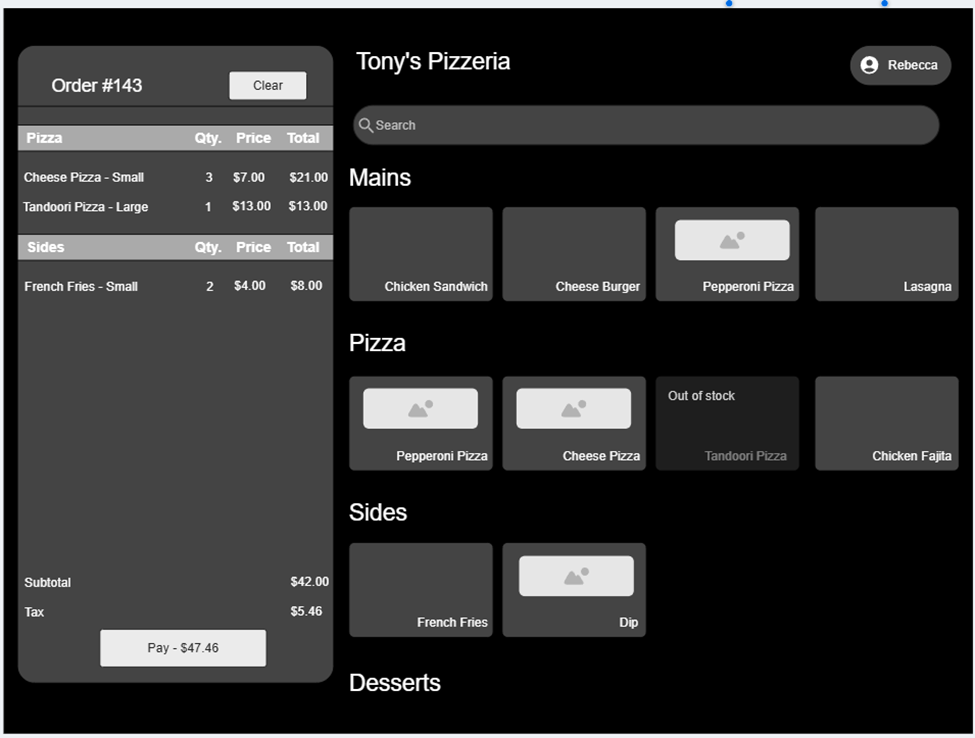 Order #143
Clear
Pizza Qty. Price Total
Cheese Pizza - Small 3 $7.00 $21.00
Tandoori Pizza - Large 1 $13.00 $13.00
Sides Qty. Price Total
French Fries - Small 2 $4.00 $8.00
Subtotal $42.00
Tax $5.46
Pay - $47.46
Tony's Pizzeria
Rebecca
Search
Mains
Chicken Sandwich
Cheese Burger
Pepperoni Pizza
Lasagna
Pizza
Pepperoni Pizza
Cheese Pizza
Out of stock
Tandoori Pizza
Chicken Fajita
Sides
French Fries
Dip
Desserts